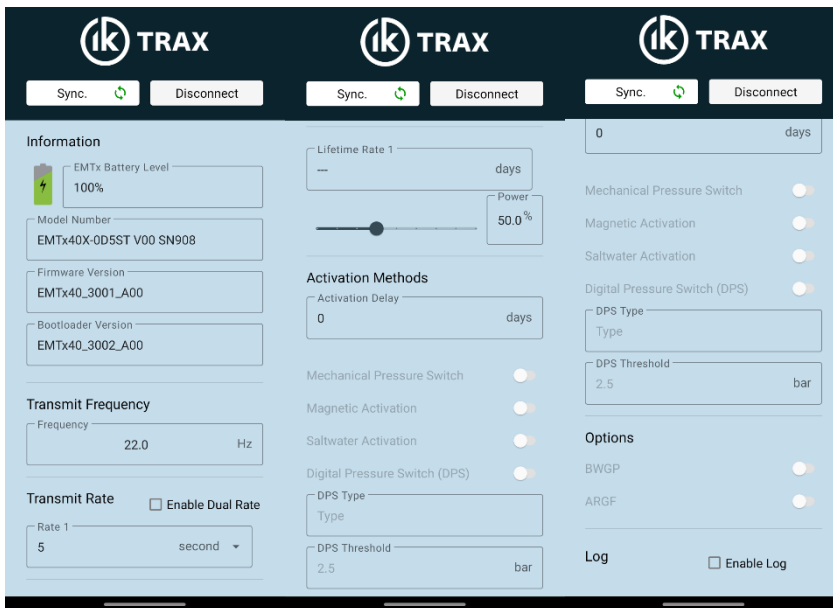 ik TRAX
Sync. Disconnect
Information
EMTx Battery Level
100%
Model Number
EMTx40X-0D5ST V00 SN908
Firmware Version
EMTx40_3001_A00
Bootloader Version
EMTx40_3002_A00
Transmit Frequency
Frequency
22.0 Hz
Transmit Rate Enable Dual Rate
Rate 1
5 second
ik TRAX
Sync. Disconnect
Lifetime Rate 1
--- days
Power
50.0 %
Activation Methods
Activation Delay
0 days
Mechanical Pressure Switch
Magnetic Activation
Saltwater Activation
Digital Pressure Switch (DPS)
DPS Type
Type
DPS Threshold
2.5 bar
ik TRAX
Sync. Disconnect
0 days
Mechanical Pressure Switch
Magnetic Activation
Saltwater Activation
Digital Pressure Switch (DPS)
DPS Type
Type
DPS Threshold
2.5 bar
Options
BWGP
ARGF
Log Enable Log